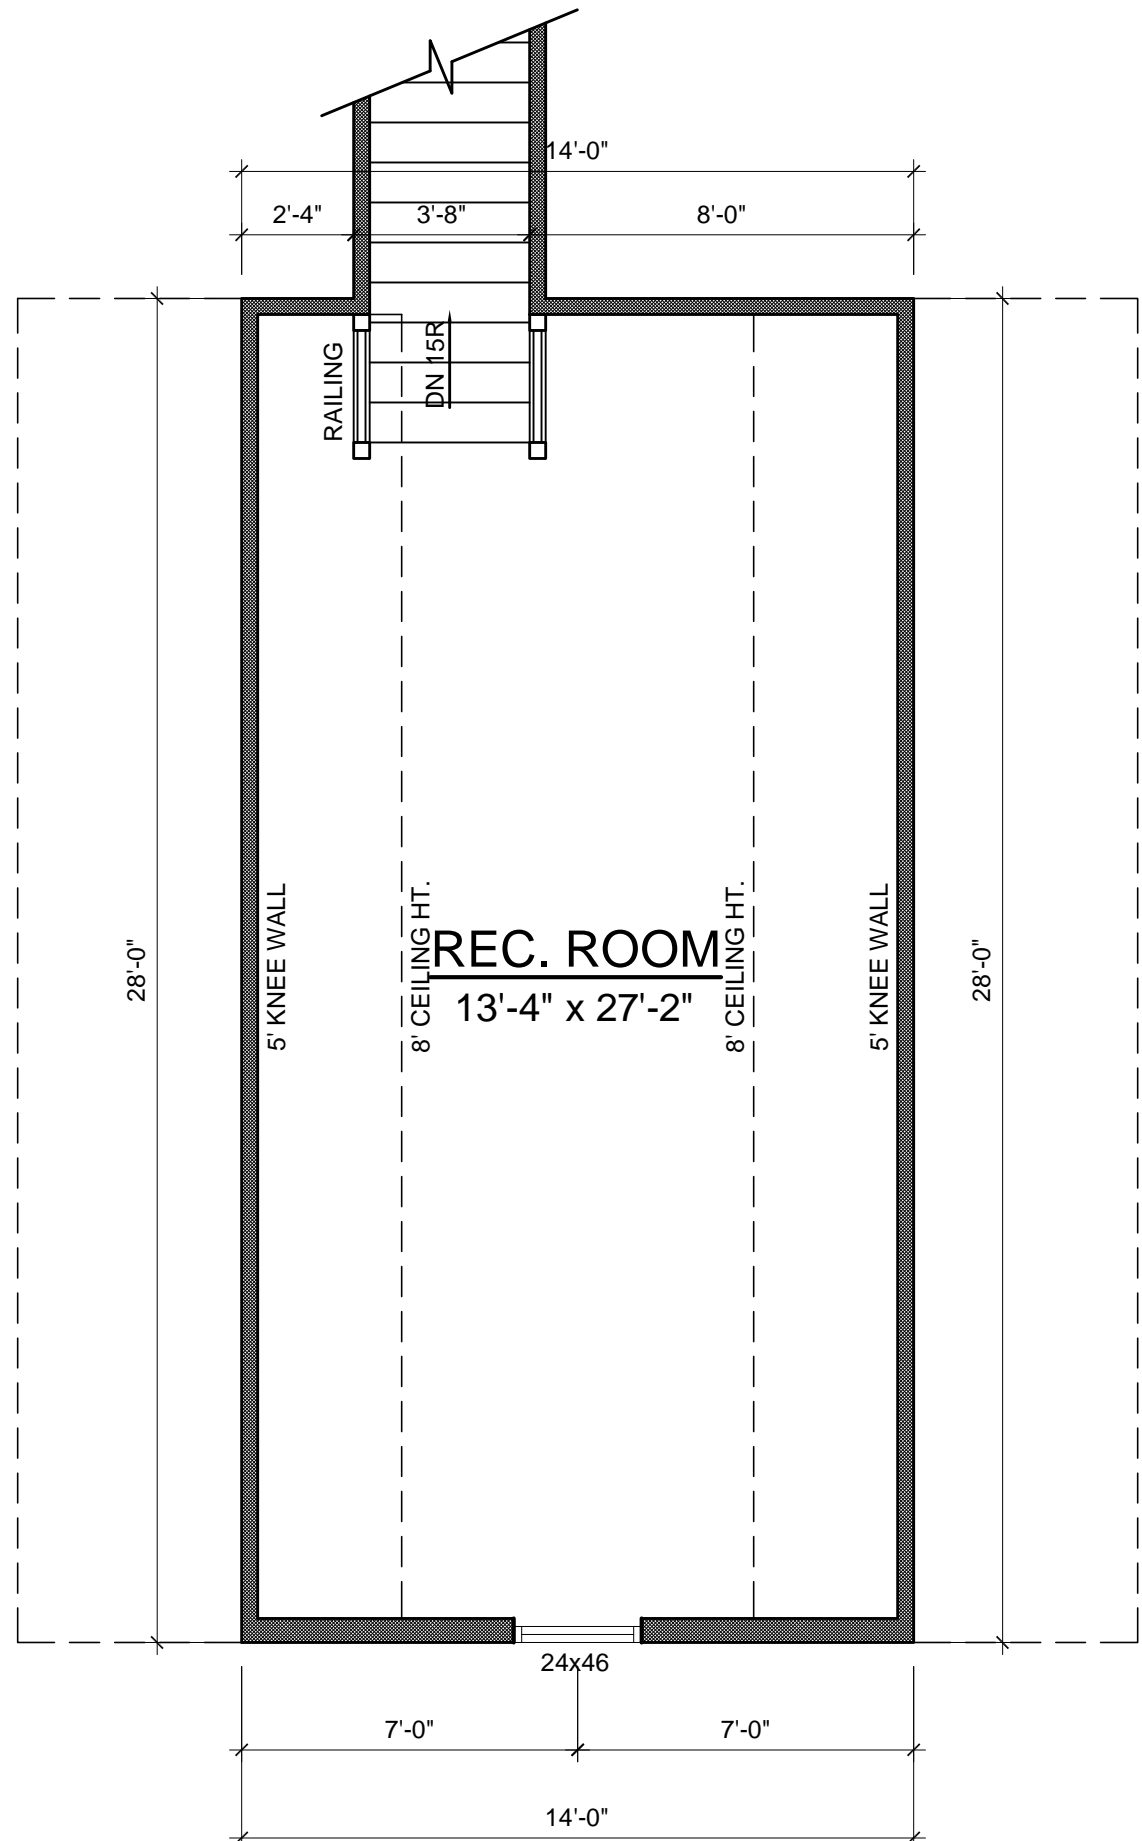 14'-0"
2'-4"
3'-8"
8'-0"
RAILING
DN 15R
28'-0"
5' KNEE WALL
8' CEILING HT.
REC. ROOM
13'-4" x 27'-2"
8' CEILING HT.
5' KNEE WALL
28'-0"
24x46
7'-0"
7'-0"
14'-0"